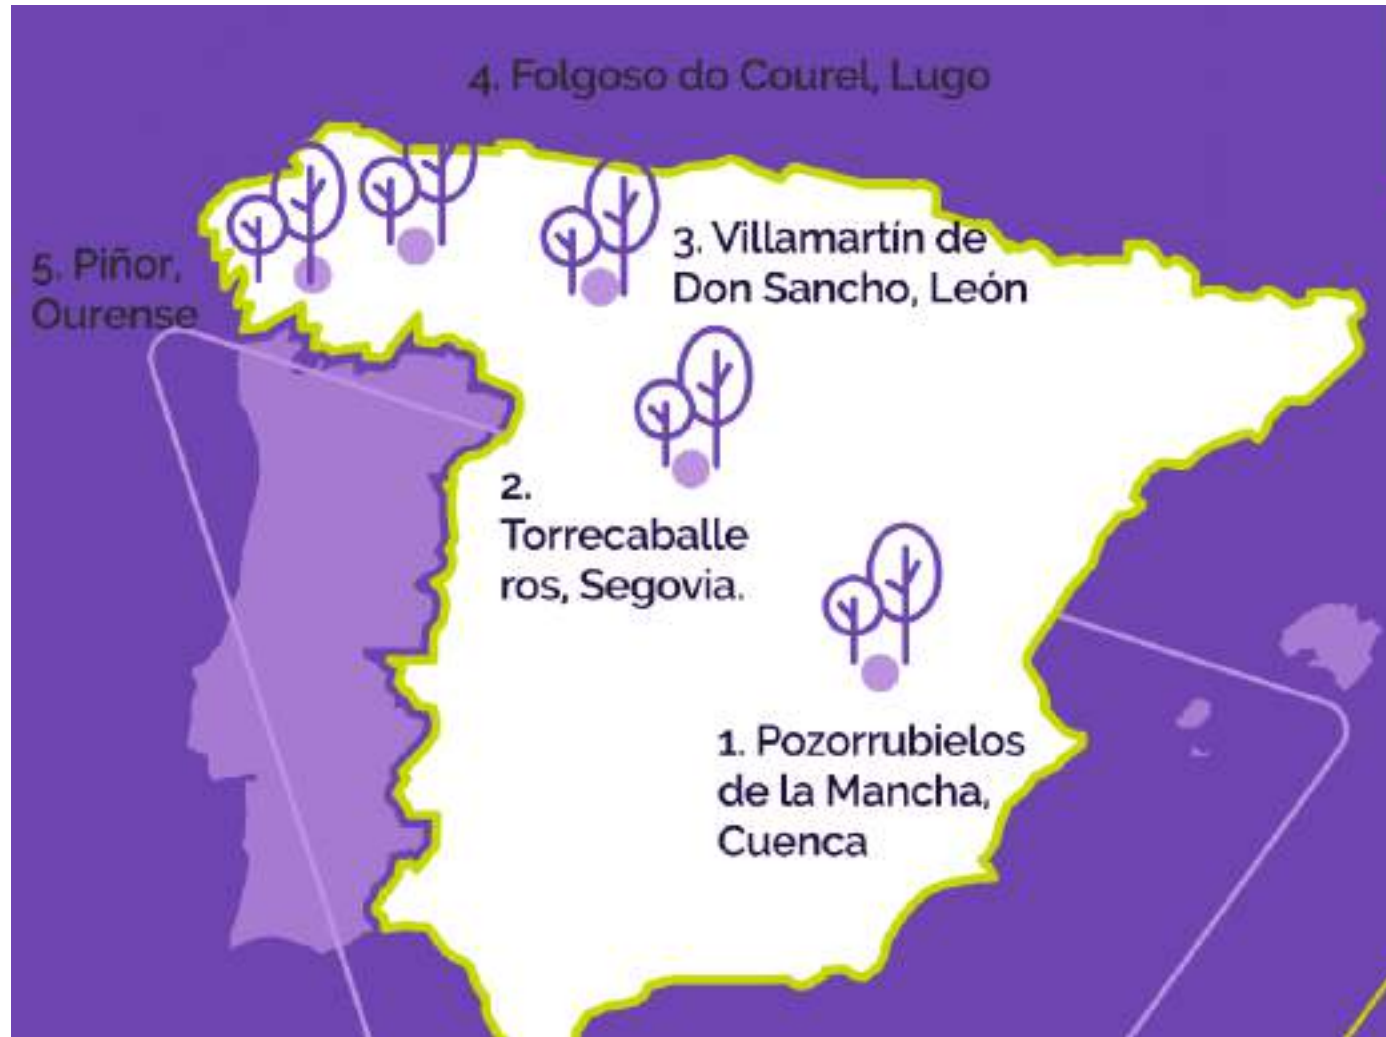 4. Folgoso do Courel, Lugo
5. Piñor,
Ourense
3. Villamartín de
Don Sancho, León
2.
Torrecaballe
ros, Segovia.
1. Pozorrubielos
de la Mancha,
Cuenca